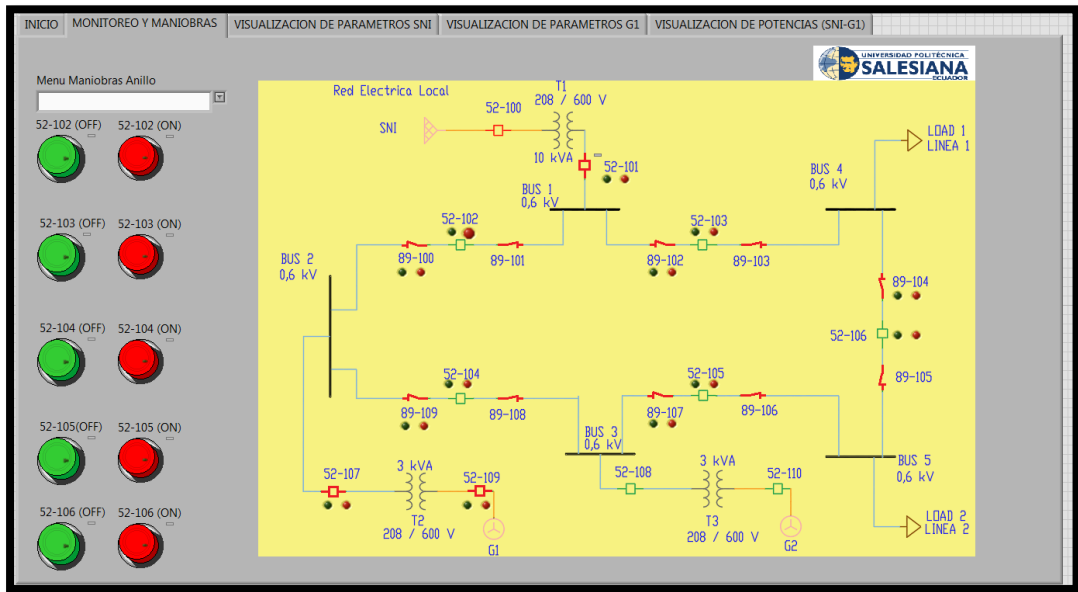 INICIO
MONITOREO Y MANIOBRAS
VISUALIZACION DE PARAMETROS SNI
VISUALIZACION DE PARAMETROS G1
VISUALIZACION DE POTENCIAS (SNI-G1)
UNIVERSIDAD POLITÉCNICA
SALESIANA
ECUADOR
Menu Maniobras Anillo
52-102 (OFF)
52-102 (ON)
52-103 (OFF)
52-103 (ON)
52-104 (OFF)
52-104 (ON)
52-105(OFF)
52-105 (ON)
52-106 (OFF)
52-106 (ON)
Red Electrica Local
T1
208 / 600 V
52-100
SNI
10 kVA
52-101
LOAD 1
LINEA 1
BUS 4
0,6 kV
BUS 1
0,6 kV
52-102
52-103
BUS 2
0,6 kV
89-100
89-101
89-102
89-103
89-104
52-106
89-105
52-104
52-105
89-109
89-108
89-107
89-106
BUS 3
0,6 kV
BUS 5
0,6 kV
52-107
3 kVA
52-109
52-108
3 kVA
52-110
T2
208 / 600 V
G1
T3
208 / 600 V
G2
LOAD 2
LINEA 2